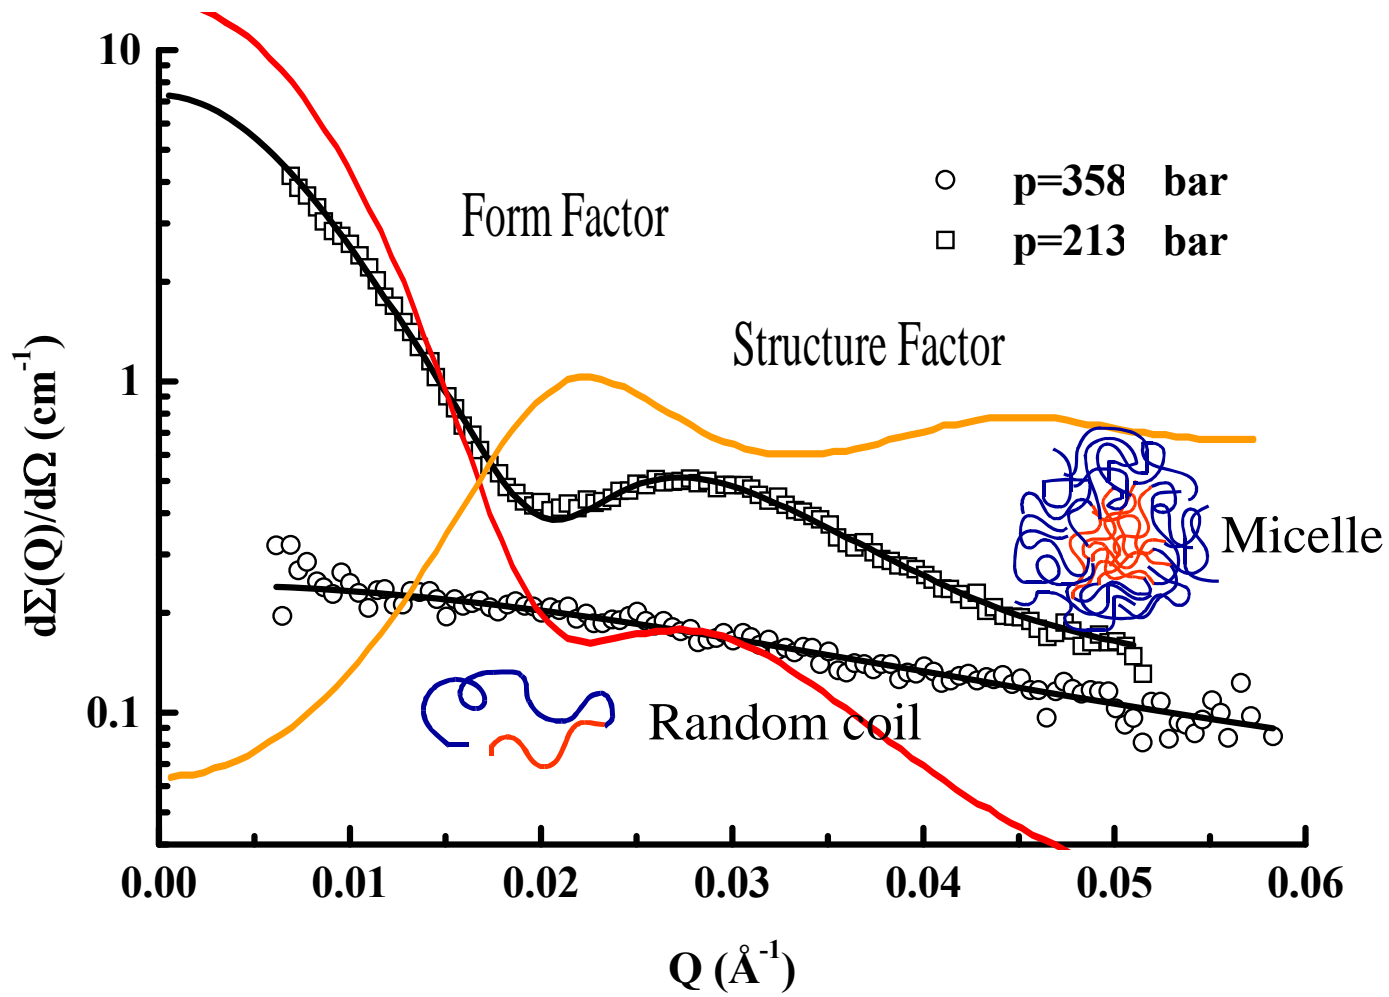 10
Form Factor
p=358 bar
p=213 bar
Structure Factor
1
dΣ(Q)/dΩ (cm⁻¹)
Micelle
0.1
Random coil
0.00 0.01 0.02 0.03 0.04 0.05 0.06
Q (Å⁻¹)